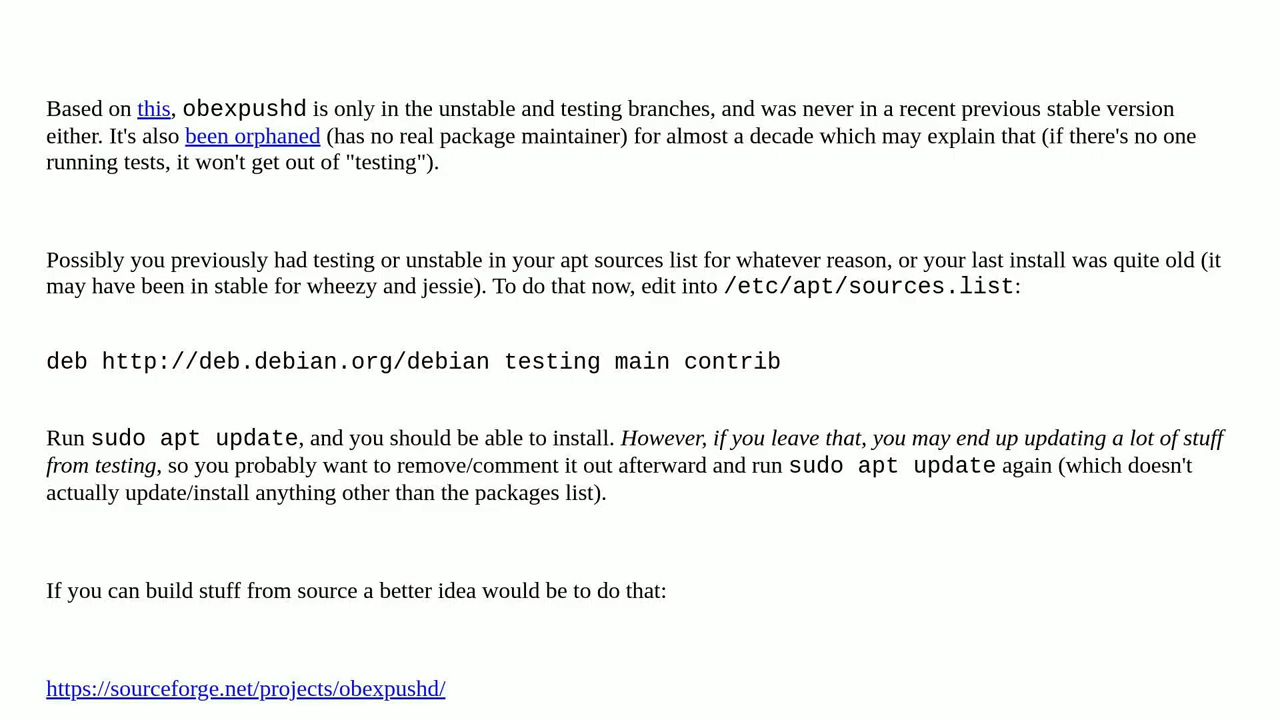 Based on this, obexpushd is only in the unstable and testing branches, and was never in a recent previous stable version
either. It's also been orphaned (has no real package maintainer) for almost a decade which may explain that (if there's no one
running tests, it won't get out of "testing").
Possibly you previously had testing or unstable in your apt sources list for whatever reason, or your last install was quite old (it
may have been in stable for wheezy and jessie). To do that now, edit into /etc/apt/sources.list:
deb http://deb.debian.org/debian testing main contrib
Run sudo apt update, and you should be able to install. However, if you leave that, you may end up updating a lot of stuff
from testing, so you probably want to remove/comment it out afterward and run sudo apt update again (which doesn't
actually update/install anything other than the packages list).
If you can build stuff from source a better idea would be to do that:
https://sourceforge.net/projects/obexpushd/